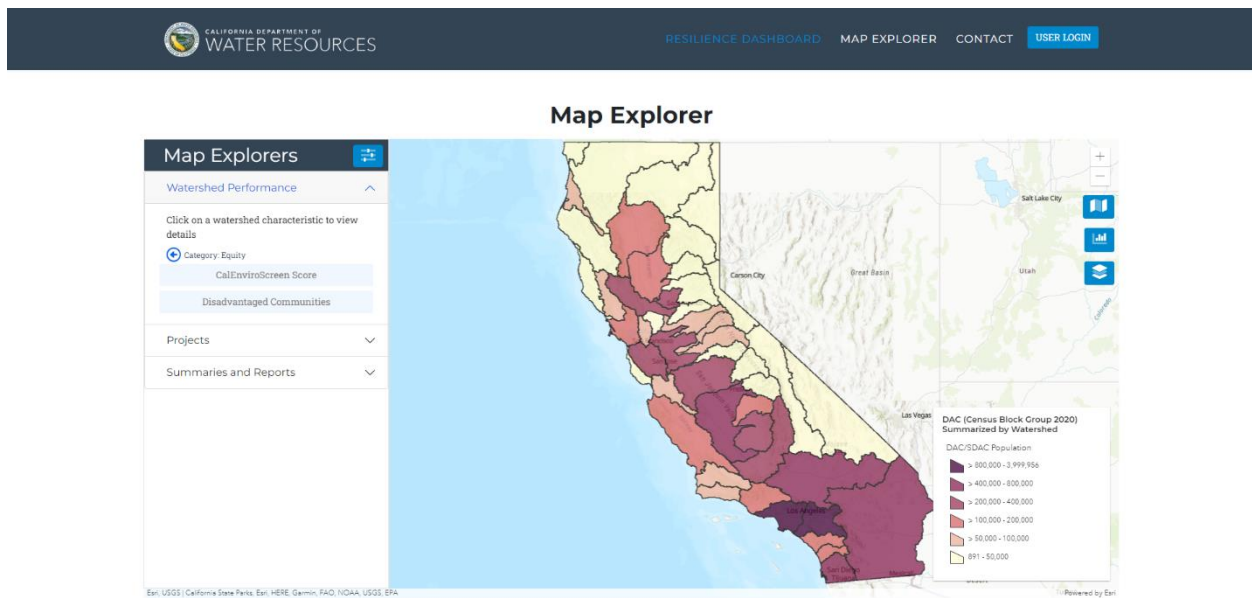 CALIFORNIA DEPARTMENT OF
WATER RESOURCES
RESILIENCE DASHBOARD MAP EXPLORER CONTACT USER LOGIN
Map Explorer
Map Explorers
Watershed Performance
Click on a watershed characteristic to view
details
Category: Equity
CalEnviroScreen Score
Disadvantaged Communities
Projects
Summaries and Reports
+
−
Salt Lake City
Carson City
Great Basin
Utah
Colorado
Las Vegas
Los Angeles
San Diego
Tijuana
Mexicali
DAC (Census Block Group 2020)
Summarized by Watershed
DAC/SDAC Population
> 800,000 - 3,999,956
> 400,000 - 800,000
> 200,000 - 400,000
> 100,000 - 200,000
> 50,000 - 100,000
891 - 50,000
Esri, USGS | California State Parks, Esri, HERE, Garmin, FAO, NOAA, USGS, EPA
Powered by Esri